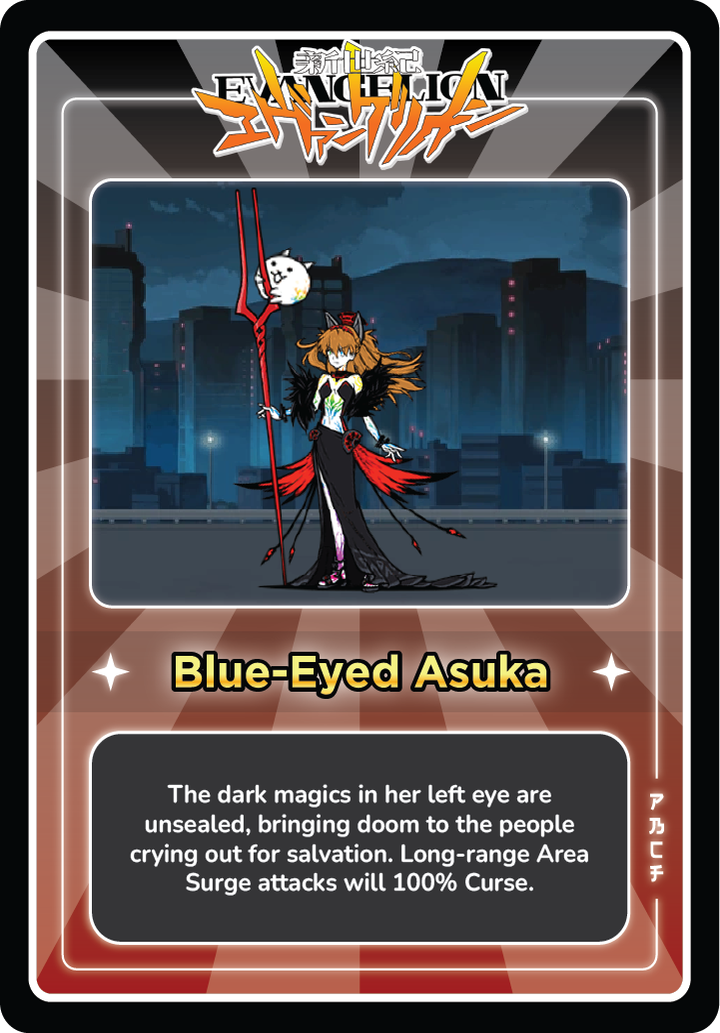 新世紀
EVANGELION
エヴァンゲリオン
Blue-Eyed Asuka
The dark magics in her left eye are
unsealed, bringing doom to the people
crying out for salvation. Long-range Area
Surge attacks will 100% Curse.